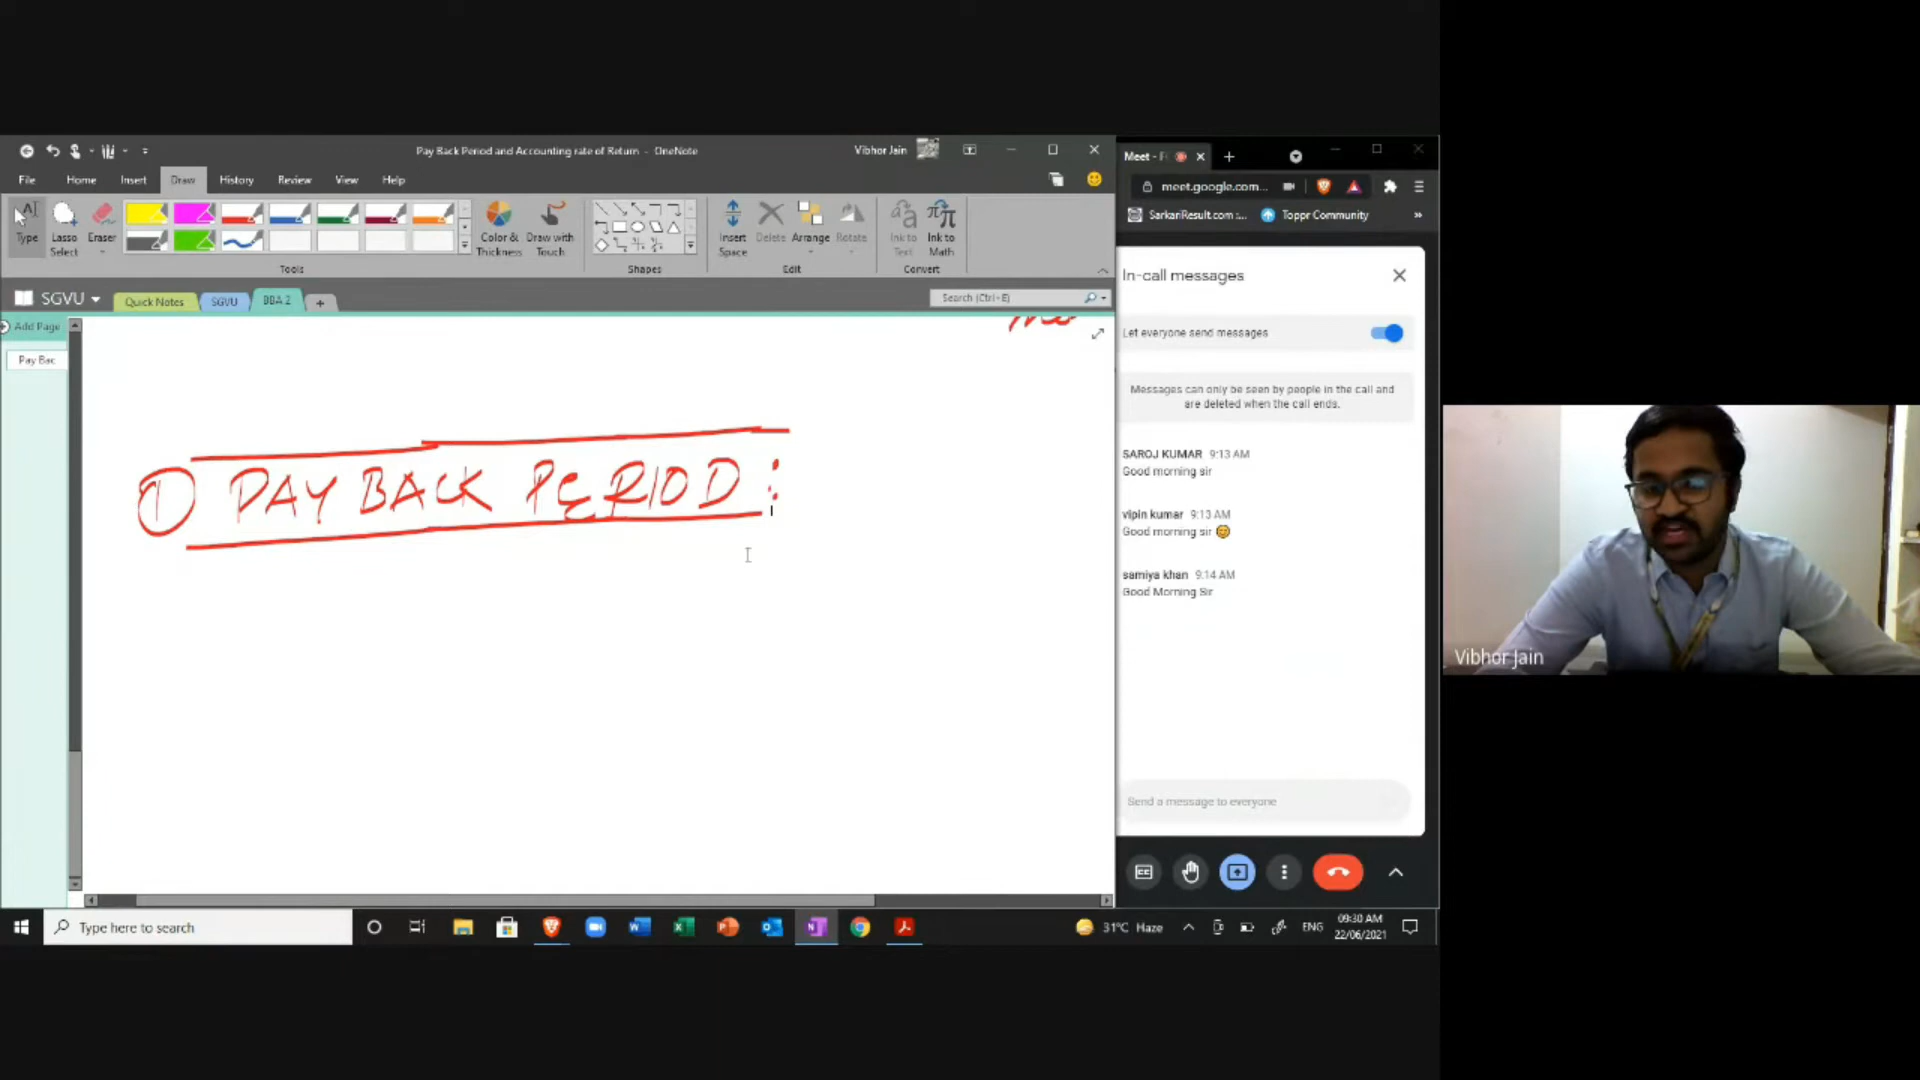 Pay Back Period and Accounting rate of Return - OneNote
Vibhor Jain
File Home Insert Draw History Review View Help
Type
Lasso Select
Eraser
Color & Thickness
Draw with Touch
Insert Space
Delete
Arrange
Rotate
Ink to Text
Ink to Math
Tools
Shapes
Edit
Convert
SGVU
Quick Notes
SGVU
BBA 2
Search (Ctrl+E)
Add Page
Pay Bac
① PAY BACK PERIOD :
Meet -
meet.google.com...
SarkariResult.com :...
Toppr Community
In-call messages
Let everyone send messages
Messages can only be seen by people in the call and
are deleted when the call ends.
SAROJ KUMAR 9:13 AM
Good morning sir
vipin kumar 9:13 AM
Good morning sir 😊
samiya khan 9:14 AM
Good Morning Sir
Send a message to everyone
Vibhor Jain
Type here to search
31°C Haze
ENG
09:30 AM
22/06/2021